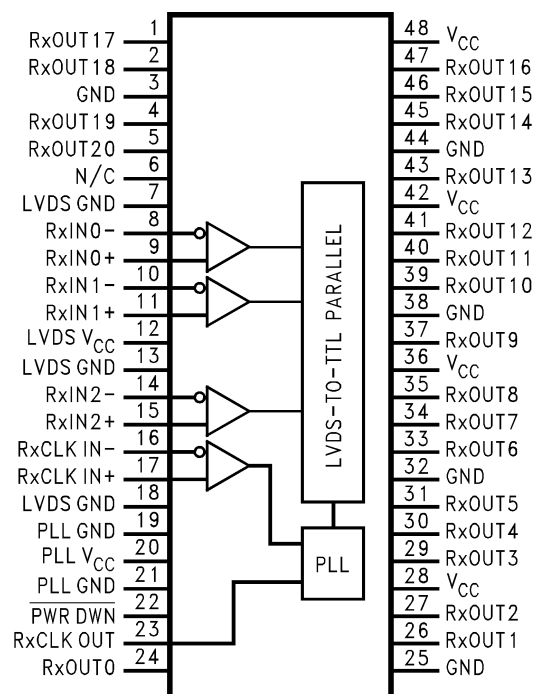 1 RxOUT17
2 RxOUT18
3 GND
4 RxOUT19
5 RxOUT20
6 N/C
7 LVDS GND
8 RxIN0-
9 RxIN0+
10 RxIN1-
11 RxIN1+
12 LVDS VCC
13 LVDS GND
14 RxIN2-
15 RxIN2+
16 RxCLK IN-
17 RxCLK IN+
18 LVDS GND
19 PLL GND
20 PLL VCC
21 PLL GND
22 PWR DWN
23 RxCLK OUT
24 RxOUT0
LVDS-TO-TTL PARALLEL
PLL
48 VCC
47 RxOUT16
46 RxOUT15
45 RxOUT14
44 GND
43 RxOUT13
42 VCC
41 RxOUT12
40 RxOUT11
39 RxOUT10
38 GND
37 RxOUT9
36 VCC
35 RxOUT8
34 RxOUT7
33 RxOUT6
32 GND
31 RxOUT5
30 RxOUT4
29 RxOUT3
28 VCC
27 RxOUT2
26 RxOUT1
25 GND